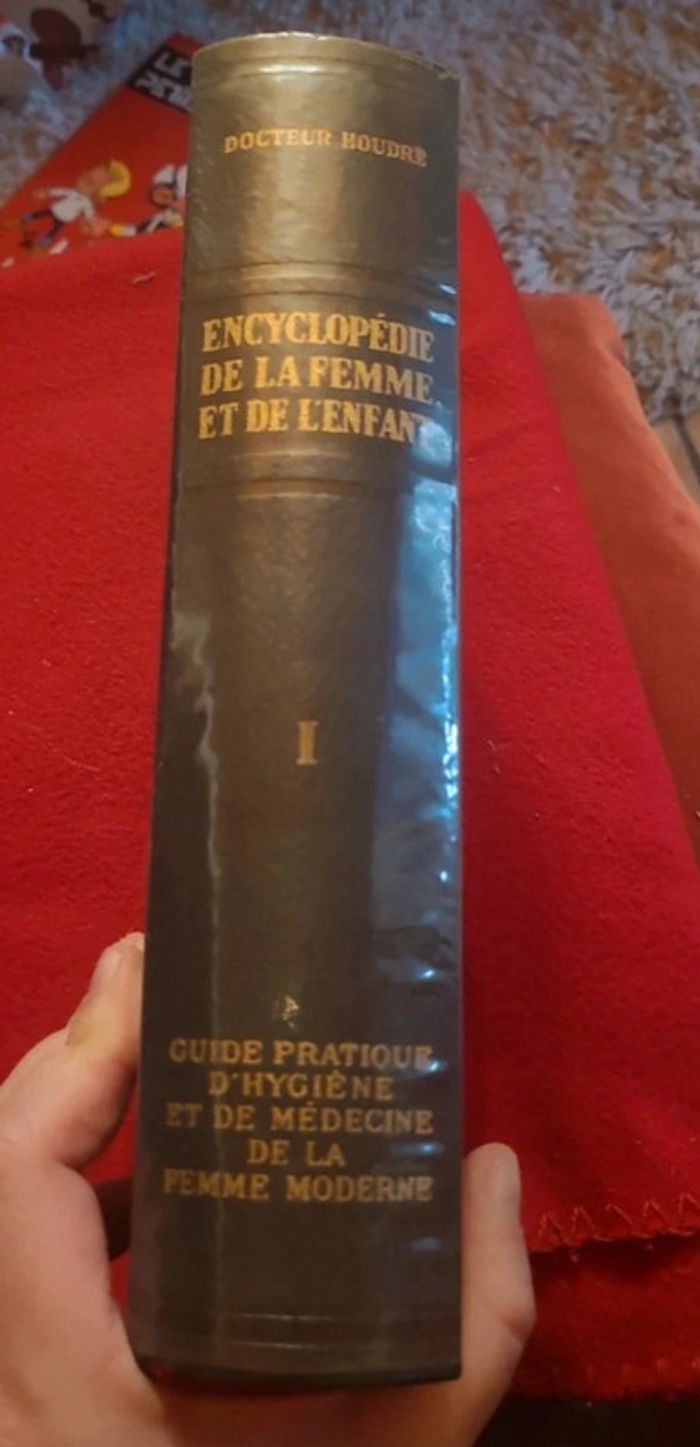 DOCTEUR HOUDRÉ
ENCYCLOPÉDIE
DE LA FEMME
ET DE L'ENFANT
I
GUIDE PRATIQUE
D'HYGIÈNE
ET DE MÉDECINE
DE LA
FEMME MODERNE